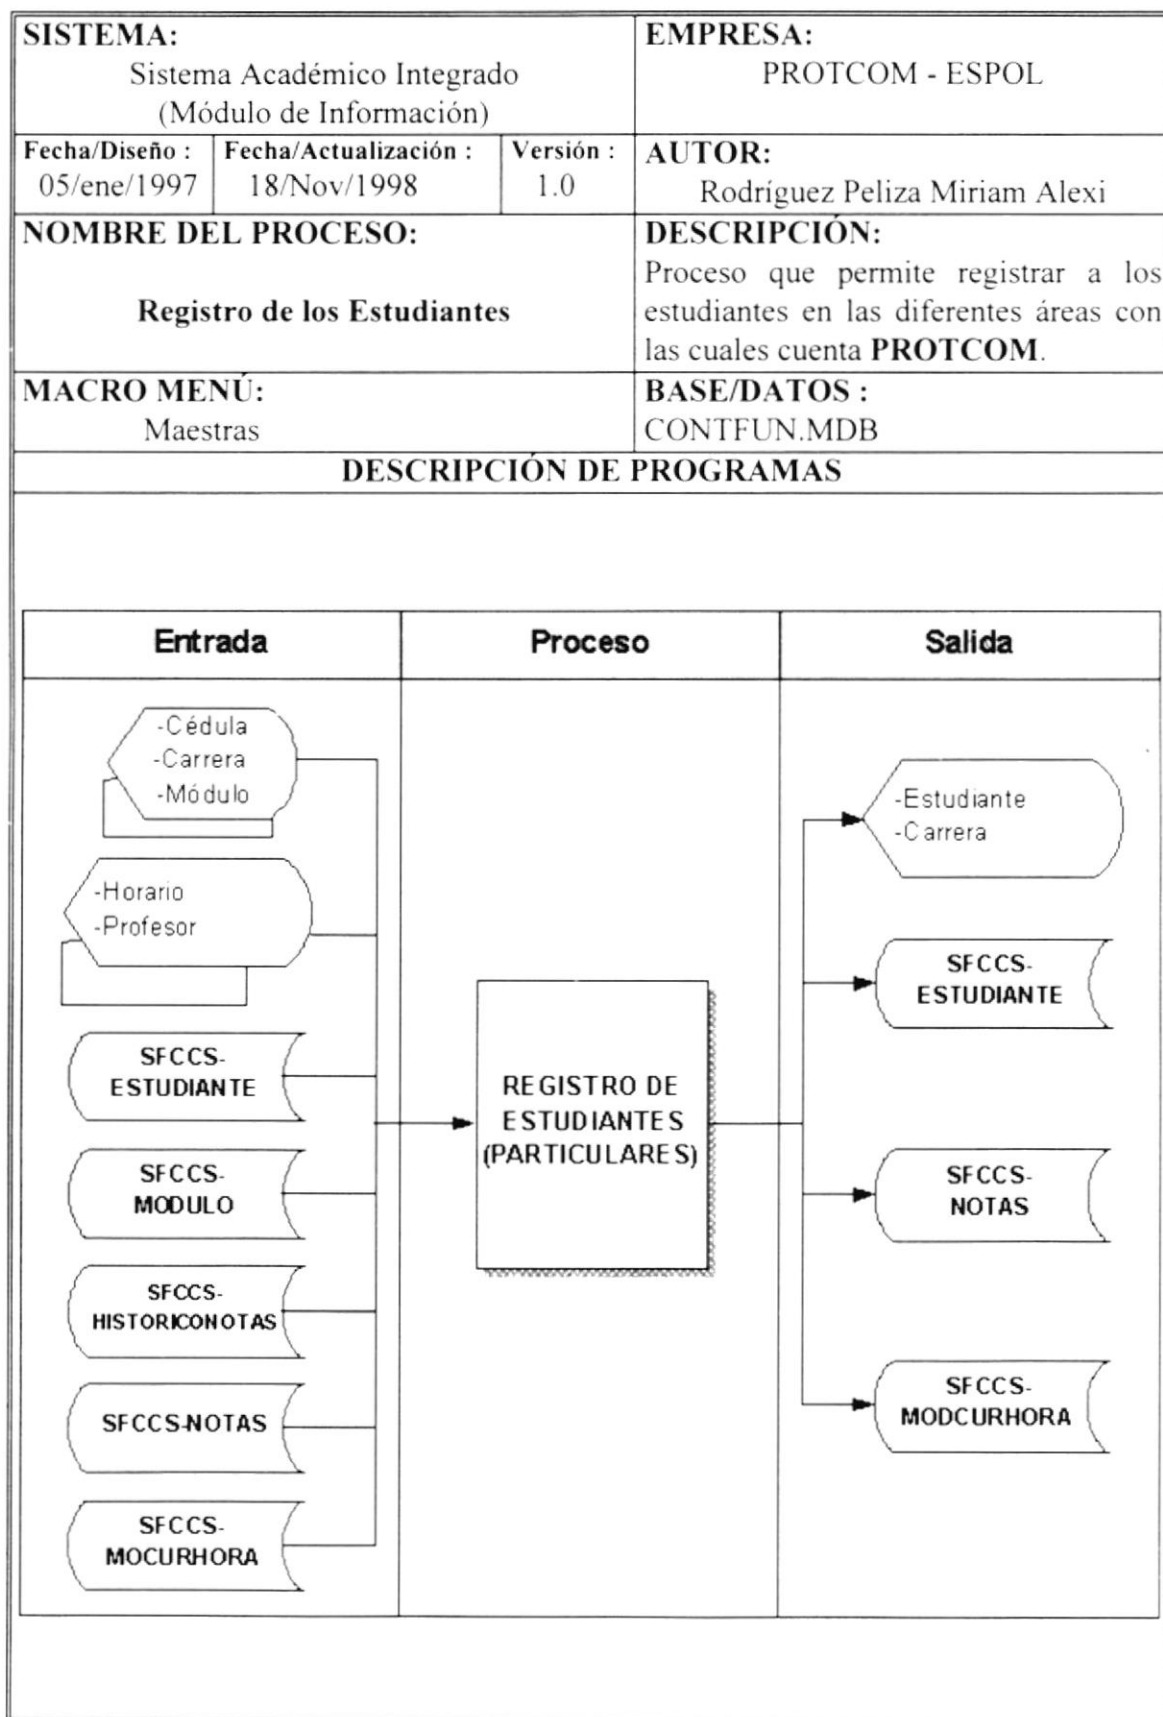 SISTEMA:
Sistema Académico Integrado
(Módulo de Información)
EMPRESA:
PROTCOM - ESPOL
Fecha/Diseño :
05/ene/1997
Fecha/Actualización :
18/Nov/1998
Versión :
1.0
AUTOR:
Rodríguez Peliza Miriam Alexi
NOMBRE DEL PROCESO:
Registro de los Estudiantes
DESCRIPCIÓN:
Proceso que permite registrar a los
estudiantes en las diferentes áreas con
las cuales cuenta PROTCOM.
MACRO MENÚ:
Maestras
BASE/DATOS :
CONTFUN.MDB
DESCRIPCIÓN DE PROGRAMAS
Entrada
Proceso
Salida
-Cédula
-Carrera
-Módulo
-Horario
-Profesor
SFCCS-
ESTUDIANTE
SFCCS-
MODULO
SFCCS-
HISTORICONOTAS
SFCCS-NOTAS
SFCCS-
MOCURHORA
REGISTRO DE
ESTUDIANTES
(PARTICULARES)
-Estudiante
-Carrera
SFCCS-
ESTUDIANTE
SFCCS-
NOTAS
SFCCS-
MODCURHORA